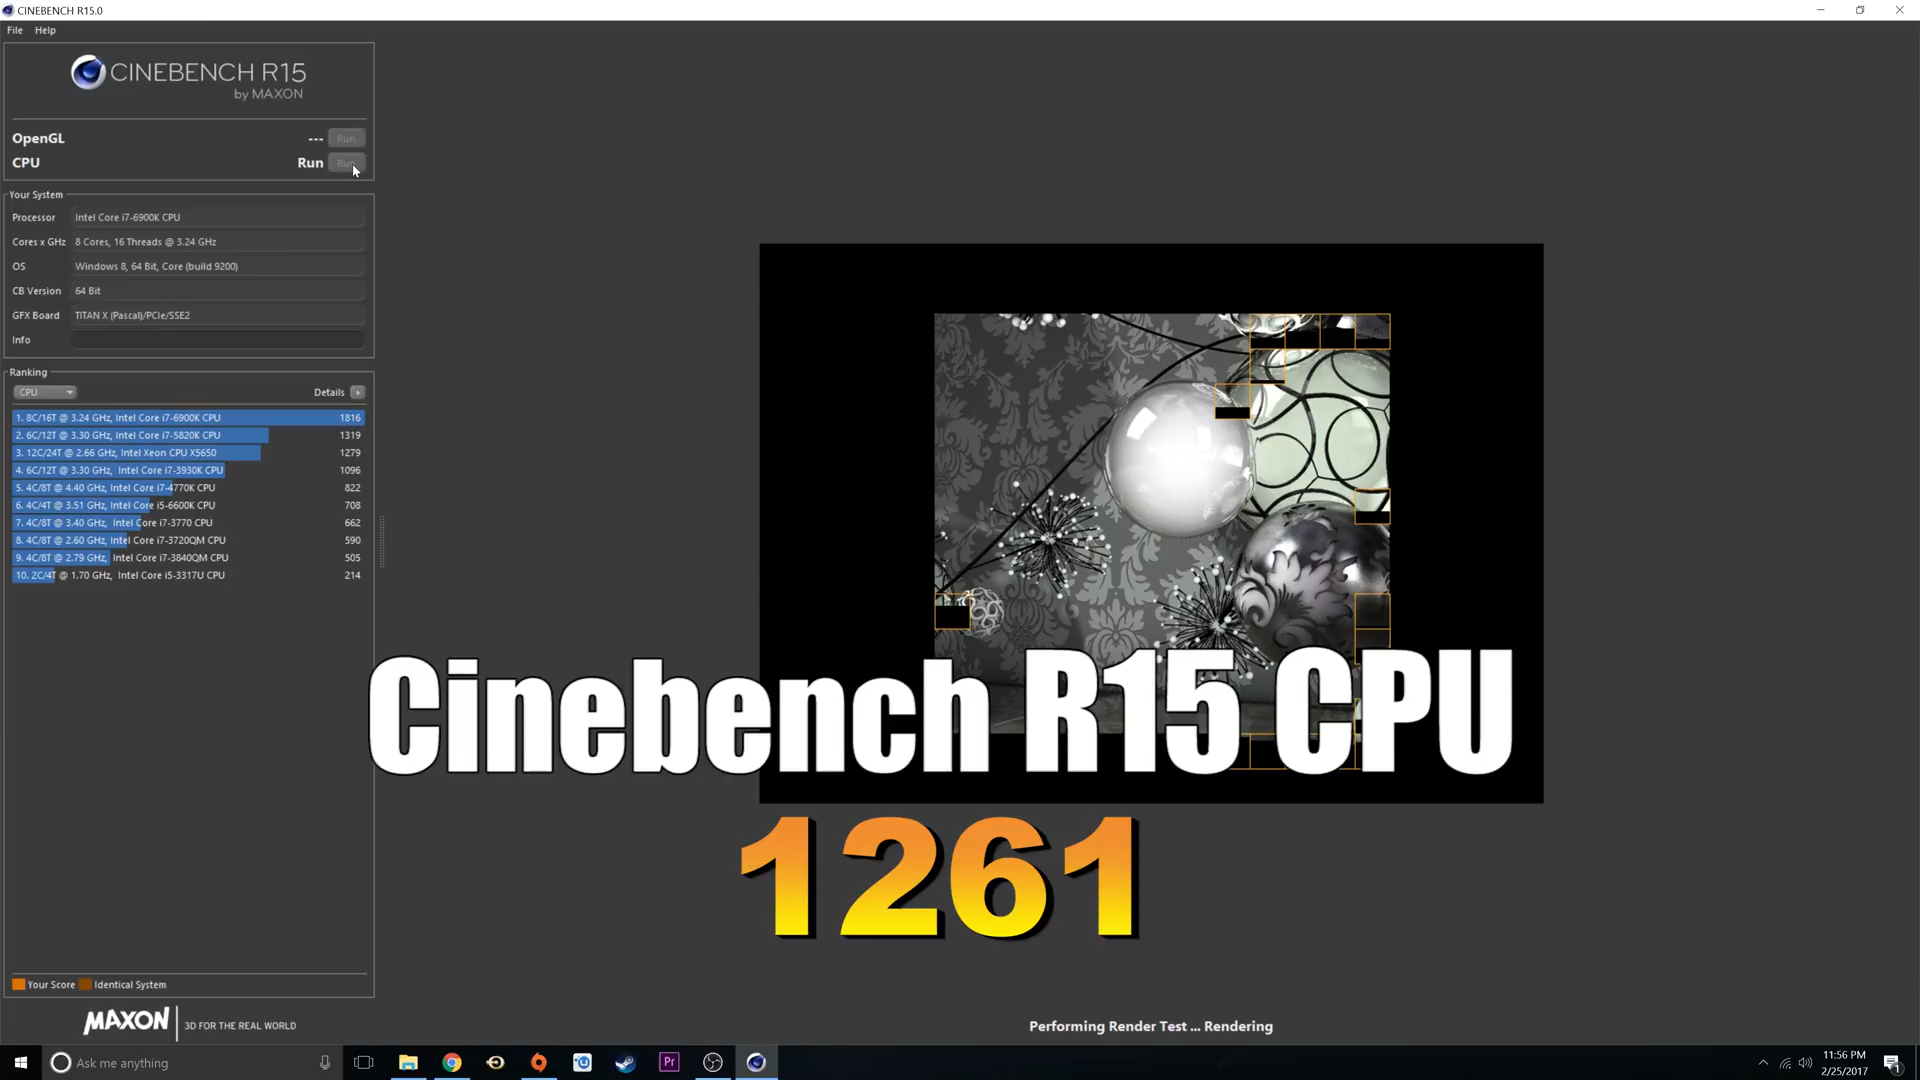 CINEBENCH R15.0
File Help
CINEBENCH R15
by MAXON
OpenGL --- Run
CPU Run Run
Your System
Processor Intel Core i7-6900K CPU
Cores x GHz 8 Cores, 16 Threads @ 3.24 GHz
OS Windows 8, 64 Bit, Core (build 9200)
CB Version 64 Bit
GFX Board TITAN X (Pascal)/PCIe/SSE2
Info
Ranking
CPU Details
1. 8C/16T @ 3.24 GHz, Intel Core i7-6900K CPU 1816
2. 6C/12T @ 3.30 GHz, Intel Core i7-5820K CPU 1319
3. 12C/24T @ 2.66 GHz, Intel Xeon CPU X5650 1279
4. 6C/12T @ 3.30 GHz, Intel Core i7-3930K CPU 1096
5. 4C/8T @ 4.40 GHz, Intel Core i7-4770K CPU 822
6. 4C/4T @ 3.51 GHz, Intel Core i5-6600K CPU 708
7. 4C/8T @ 3.40 GHz, Intel Core i7-3770 CPU 662
8. 4C/8T @ 2.60 GHz, Intel Core i7-3720QM CPU 590
9. 4C/8T @ 2.79 GHz, Intel Core i7-3840QM CPU 505
10. 2C/4T @ 1.70 GHz, Intel Core i5-3317U CPU 214
Cinebench R15 CPU
1261
Your Score Identical System
MAXON 3D FOR THE REAL WORLD
Performing Render Test ... Rendering
Ask me anything
Pr
11:56 PM
2/25/2017
1